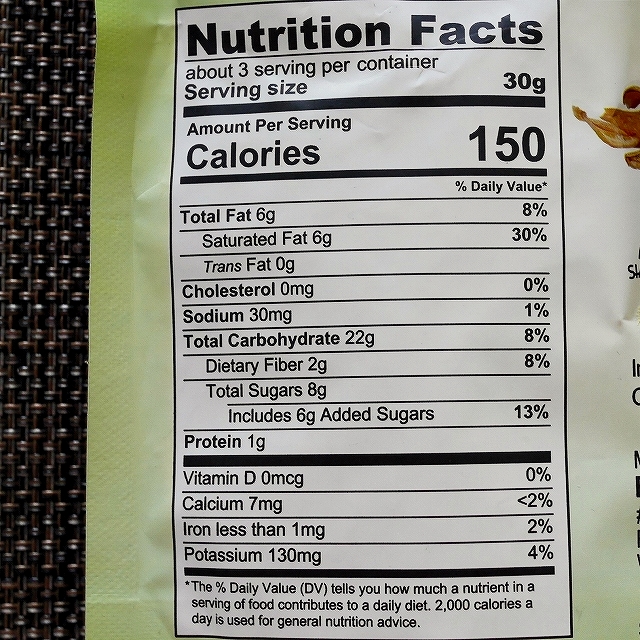 Nutrition Facts
about 3 serving per container
Serving size 30g
Amount Per Serving
Calories 150
% Daily Value*
Total Fat 6g 8%
Saturated Fat 6g 30%
Trans Fat 0g
Cholesterol 0mg 0%
Sodium 30mg 1%
Total Carbohydrate 22g 8%
Dietary Fiber 2g 8%
Total Sugars 8g
Includes 6g Added Sugars 13%
Protein 1g
Vitamin D 0mcg 0%
Calcium 7mg <2%
Iron less than 1mg 2%
Potassium 130mg 4%
*The % Daily Value (DV) tells you how much a nutrient in a
serving of food contributes to a daily diet. 2,000 calories a
day is used for general nutrition advice.